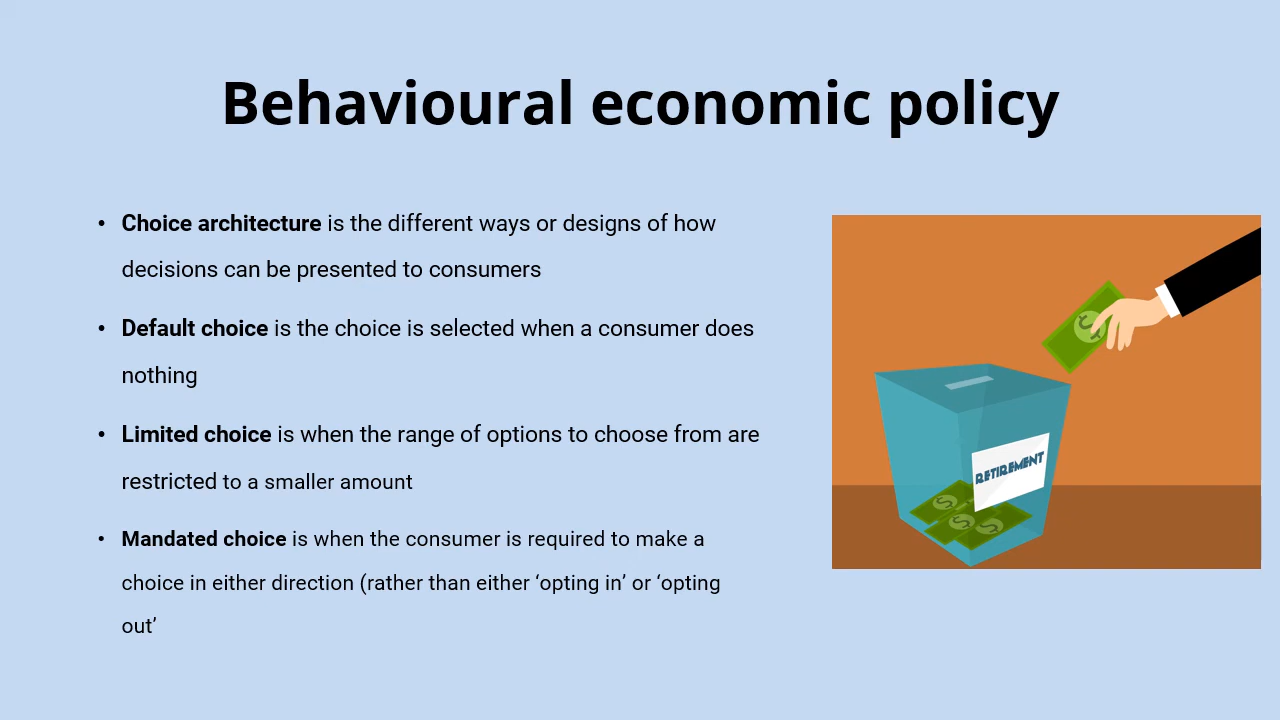 Behavioural economic policy
• Choice architecture is the different ways or designs of how
decisions can be presented to consumers
• Default choice is the choice is selected when a consumer does
nothing
• Limited choice is when the range of options to choose from are
restricted to a smaller amount
• Mandated choice is when the consumer is required to make a
choice in either direction (rather than either ‘opting in’ or ‘opting
out’
RETIREMENT